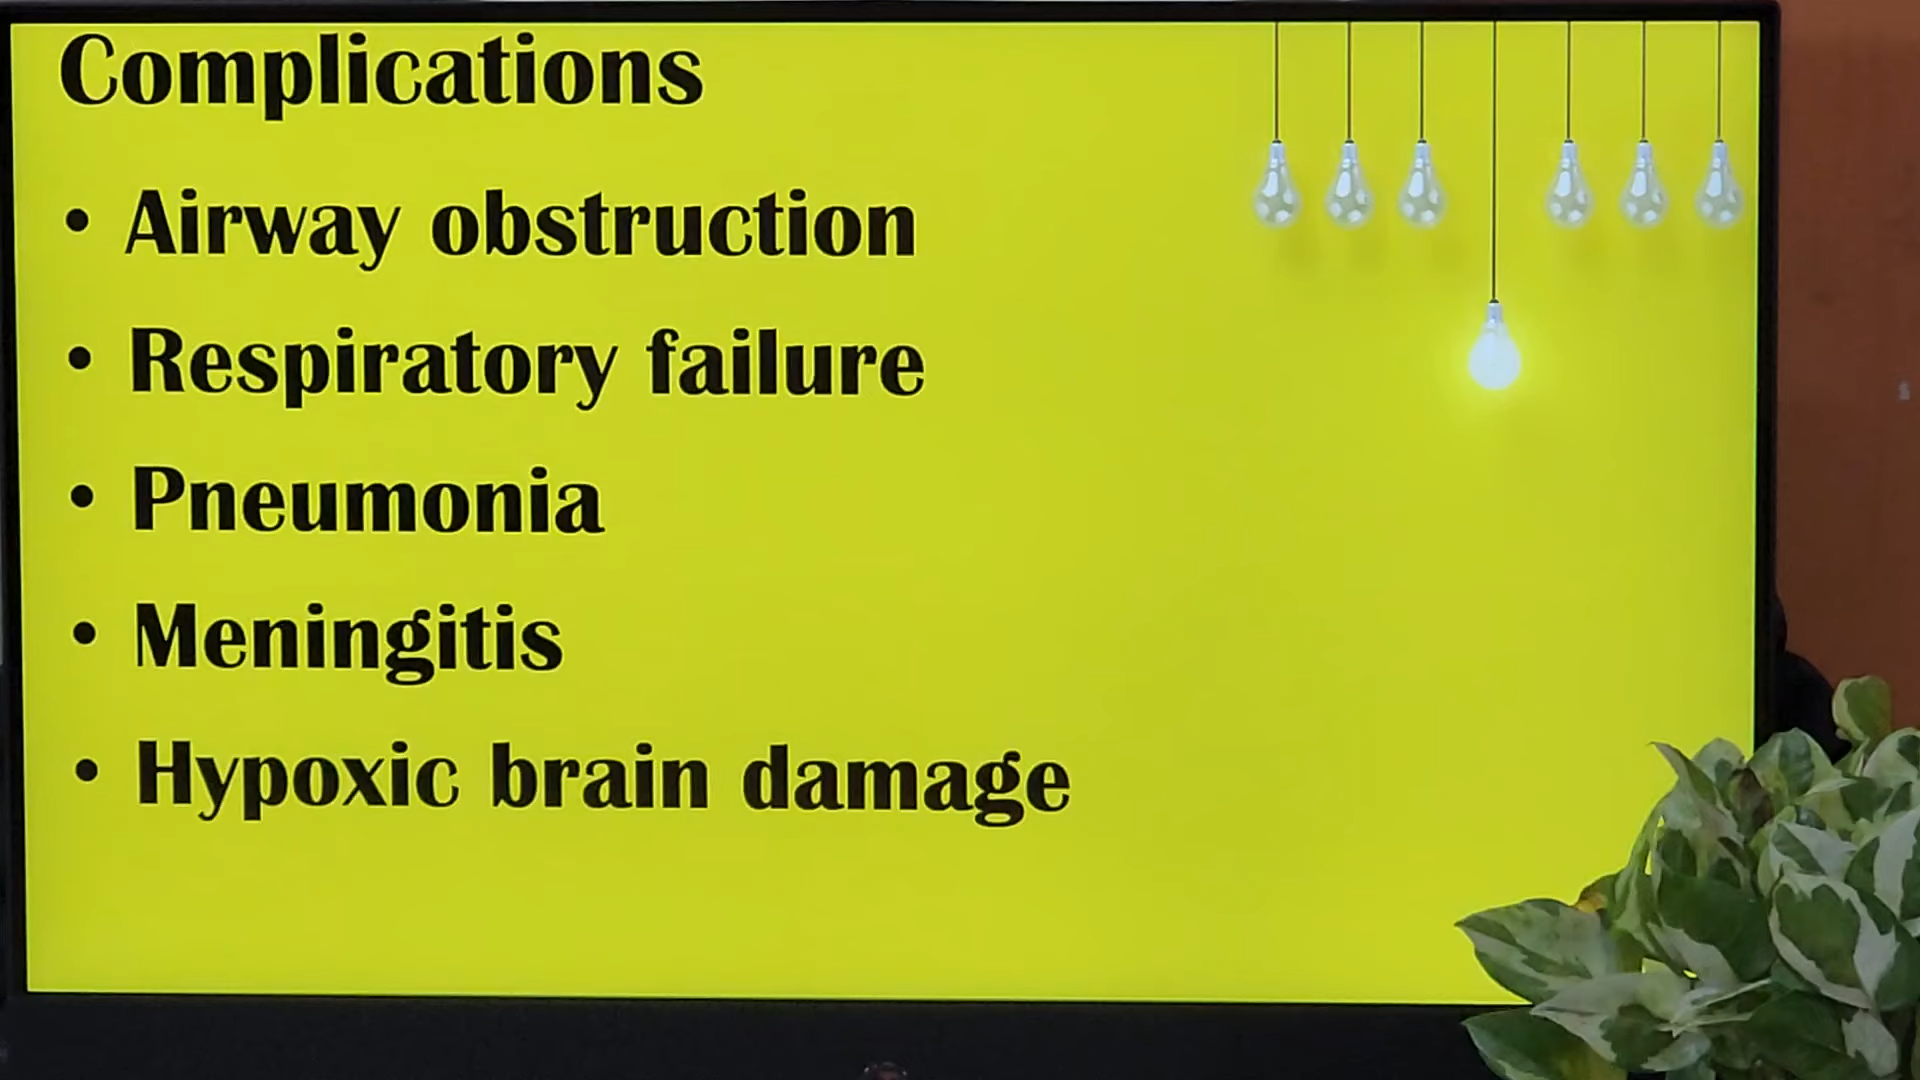 Complications
• Airway obstruction
• Respiratory failure
• Pneumonia
• Meningitis
• Hypoxic brain damage